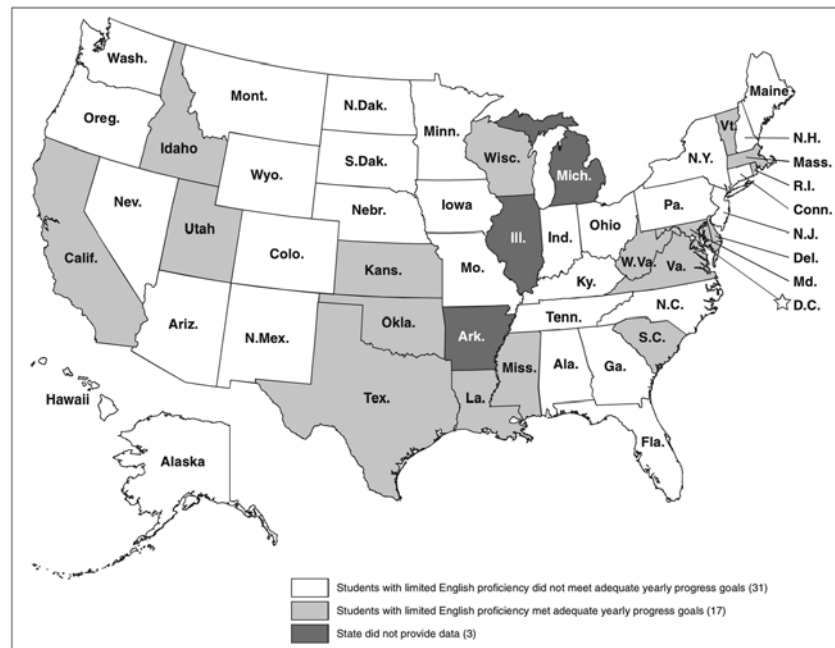 Wash.
Oreg.
Calif.
Nev.
Idaho
Mont.
Wyo.
Utah
Ariz.
Colo.
N.Mex.
N.Dak.
S.Dak.
Nebr.
Kans.
Okla.
Tex.
Minn.
Iowa
Mo.
Ark.
La.
Wisc.
Ill.
Mich.
Ind.
Ohio
Ky.
Tenn.
Miss.
Ala.
Ga.
Fla.
S.C.
N.C.
Va.
W.Va.
Pa.
N.Y.
Vt.
Maine
N.H.
Mass.
R.I.
Conn.
N.J.
Del.
Md.
D.C.
Hawaii
Alaska
Students with limited English proficiency did not meet adequate yearly progress goals (31)
Students with limited English proficiency met adequate yearly progress goals (17)
State did not provide data (3)